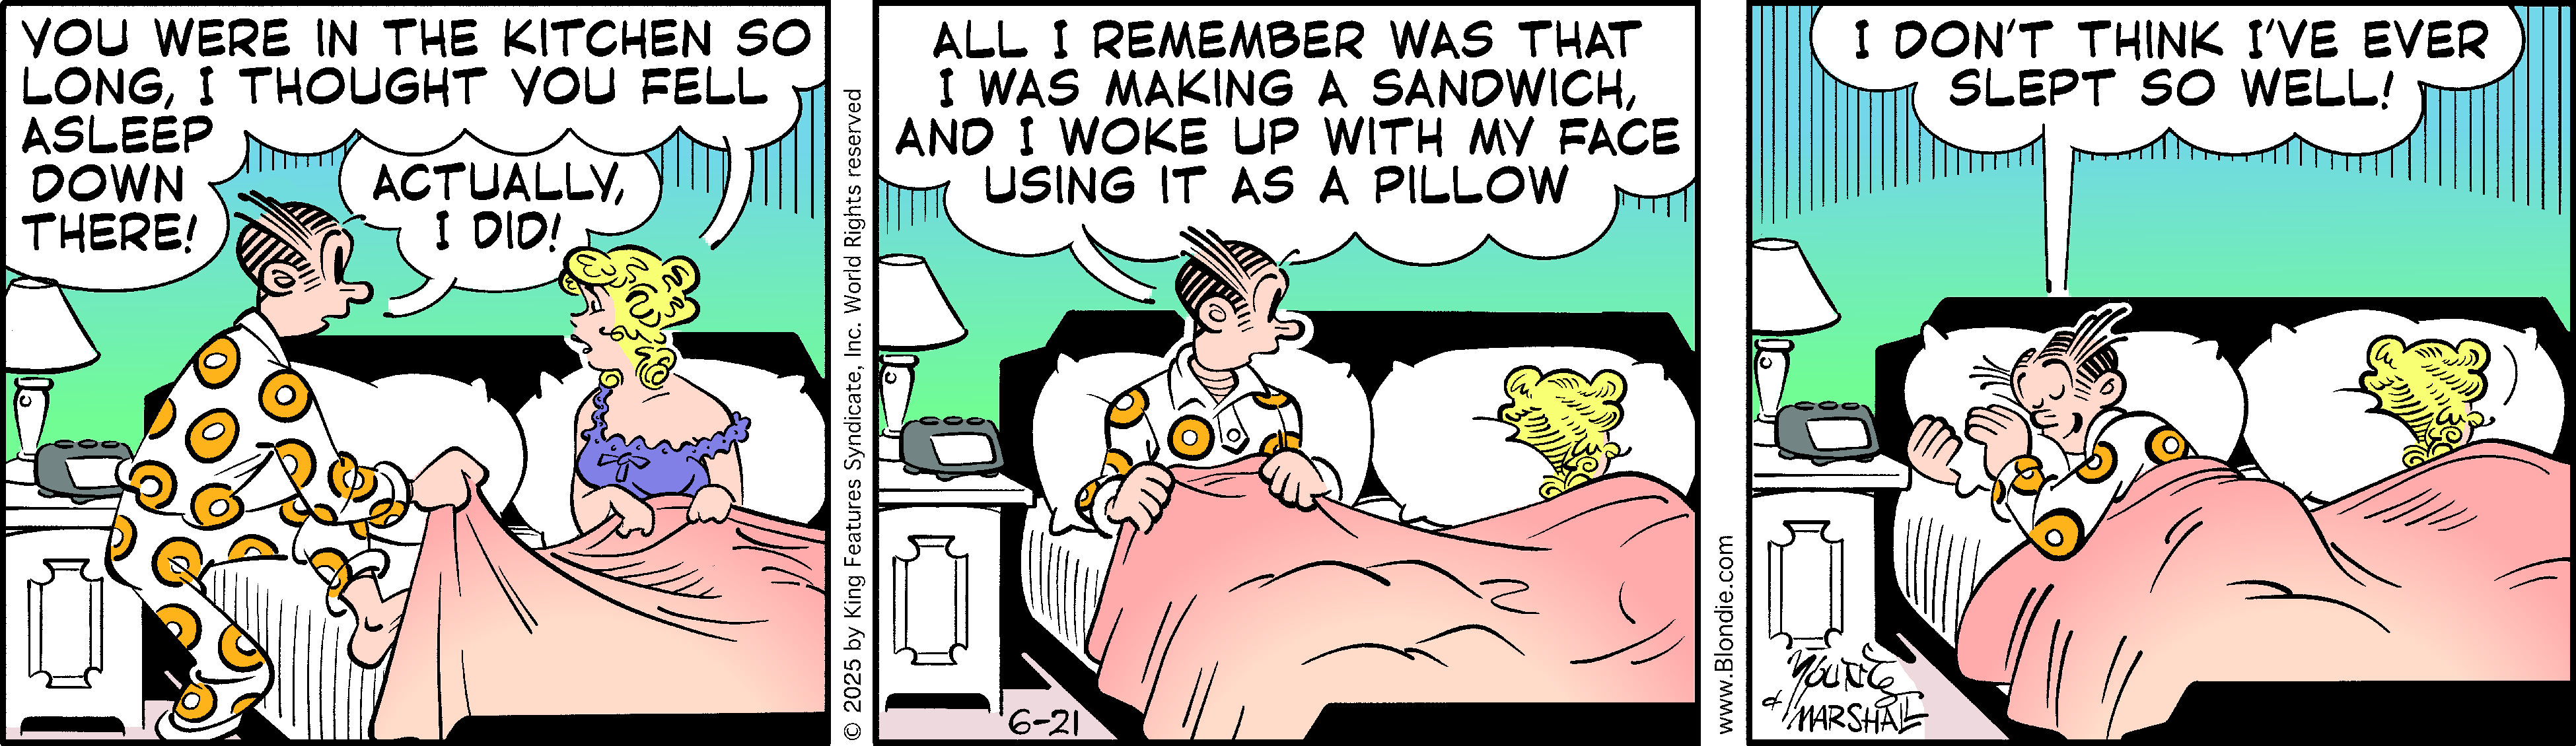 YOU WERE IN THE KITCHEN SO
LONG, I THOUGHT YOU FELL
ASLEEP
DOWN
THERE!
ACTUALLY,
I DID!
© 2025 by King Features Syndicate, Inc. World Rights reserved
ALL I REMEMBER WAS THAT
I WAS MAKING A SANDWICH,
AND I WOKE UP WITH MY FACE
USING IT AS A PILLOW
6-21
www.Blondie.com
I DON'T THINK I'VE EVER
SLEPT SO WELL!
YOUNG
& MARSHALL